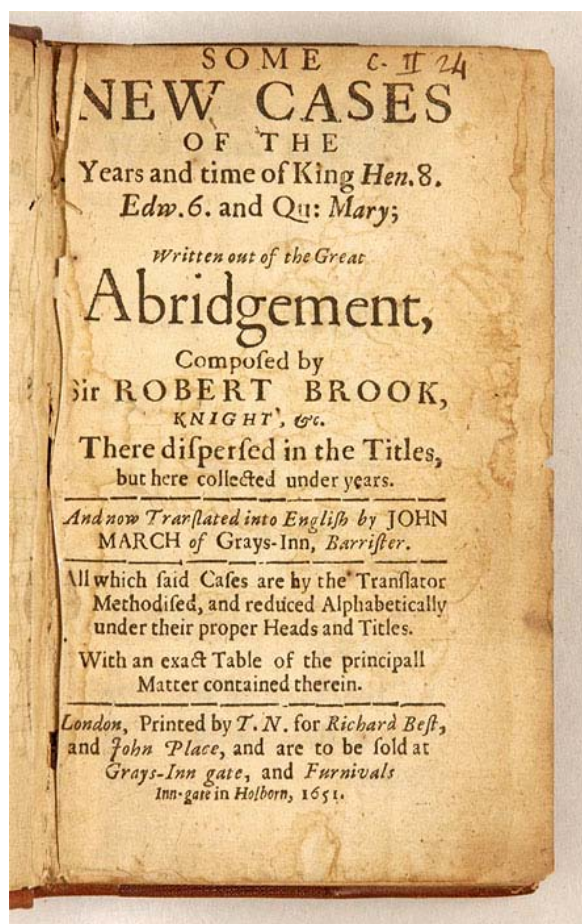 SOME C. II 24
NEW CASES
OF THE
Years and time of King Hen. 8.
Edw. 6. and Qu: Mary;
Written out of the Great
Abridgement,
Compoſed by
Sir ROBERT BROOK,
KNIGHT, &c.
There diſperſed in the Titles,
but here collected under years.
And now Tranſlated into Engliſh by JOHN
MARCH of Grays-Inn, Barriſter.
All which ſaid Caſes are by the Tranſlator
Methodiſed, and reduced Alphabetically
under their proper Heads and Titles.
With an exact Table of the principall
Matter contained therein.
London, Printed by T. N. for Richard Beſt,
and John Place, and are to be ſold at
Grays-Inn gate, and Furnivals
Inn-gate in Holborn, 1651.